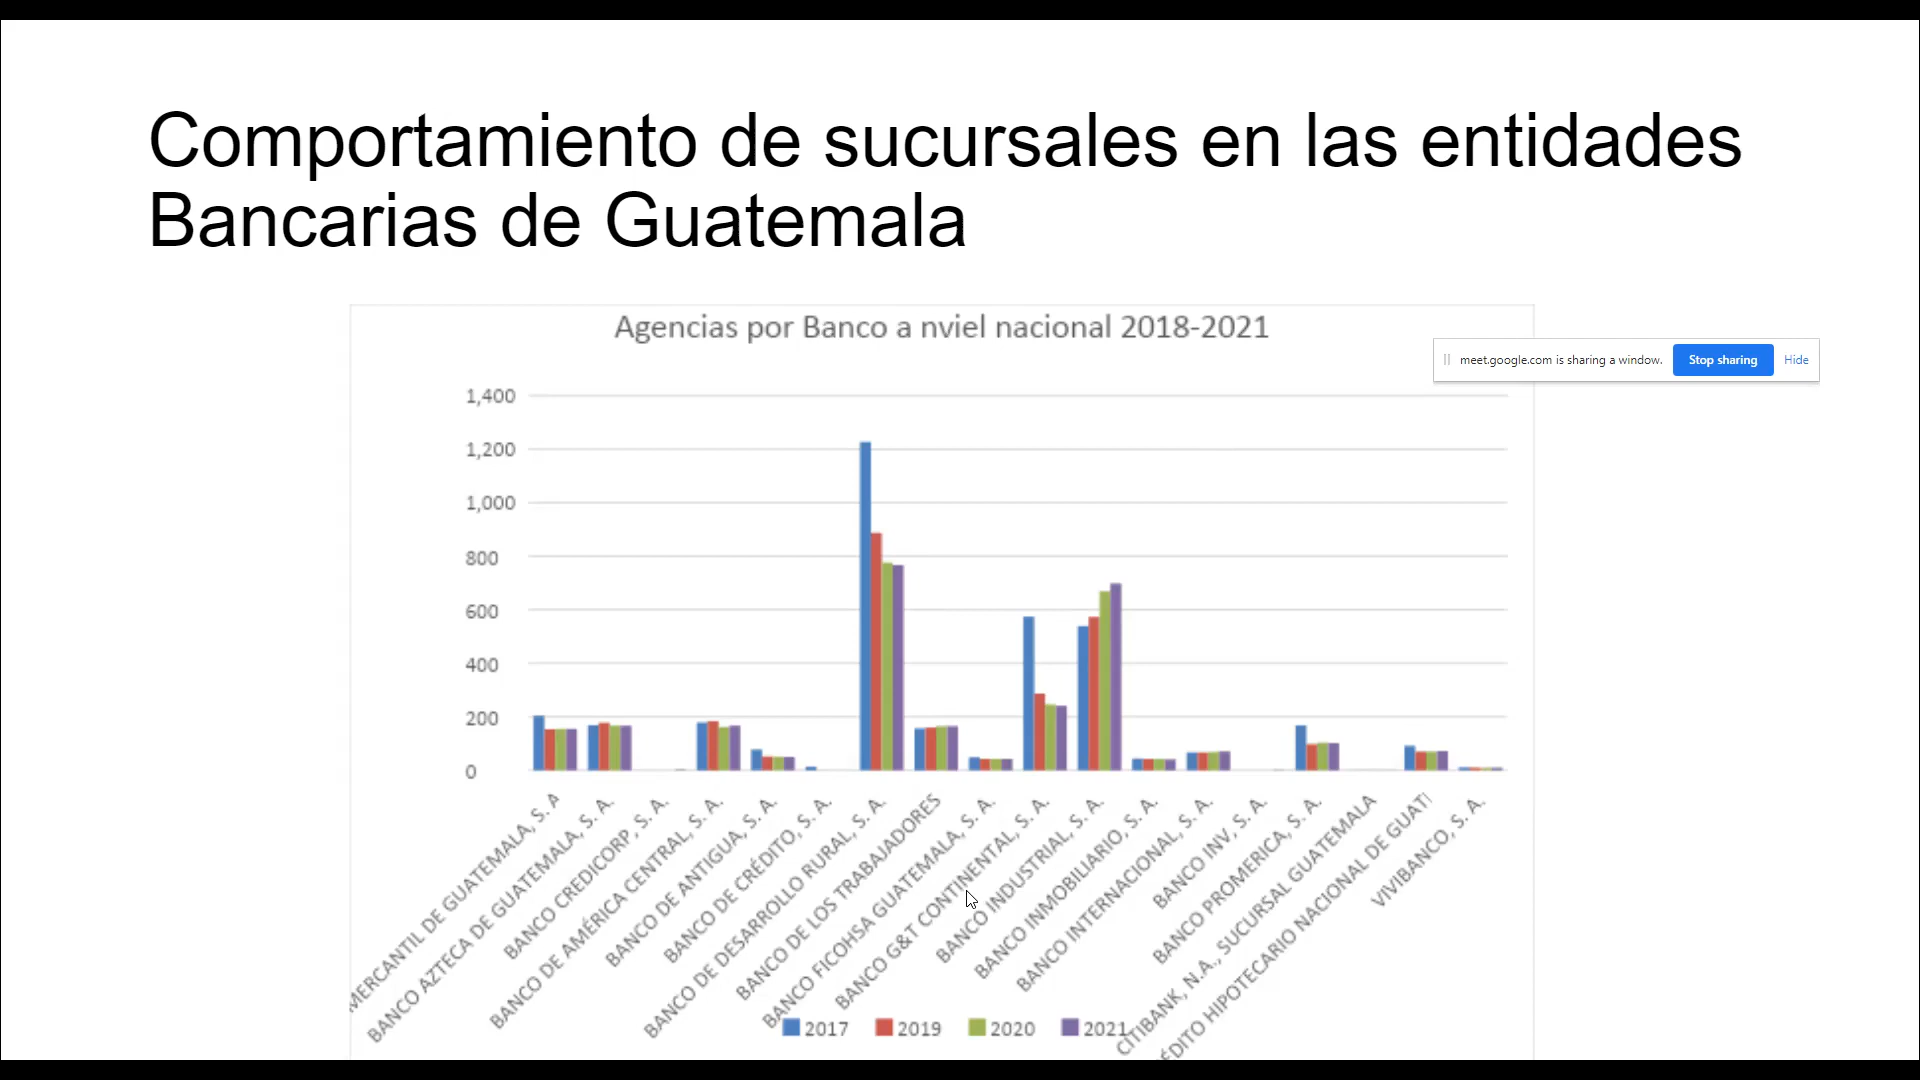 Comportamiento de sucursales en las entidades
Bancarias de Guatemala
Agencias por Banco a nviel nacional 2018-2021
meet.google.com is sharing a window.
Stop sharing
Hide
1,400
1,200
1,000
800
600
400
200
0
MERCANTIL DE GUATEMALA, S. A
BANCO AZTECA DE GUATEMALA, S. A.
BANCO CREDICORP , S. A.
BANCO DE AMÉRICA CENTRAL, S. A.
BANCO DE ANTIGUA, S. A.
BANCO DE CRÉDITO, S. A.
BANCO DE DESARROLLO RURAL, S. A.
BANCO DE LOS TRABAJADORES
BANCO FICOHSA GUATEMALA, S. A.
BANCO G&T CONTINENTAL, S. A.
BANCO INDUSTRIAL, S. A.
BANCO INMOBILIARIO, S. A.
BANCO INTERNACIONAL, S. A.
BANCO INV, S. A.
BANCO PROMERICA, S. A.
CITIBANK, N.A., SUCURSAL GUATEMALA
ÉDITO HIPOTECARIO NACIONAL DE GUAT
VIVIBANCO, S. A.
2017
2019
2020
2021